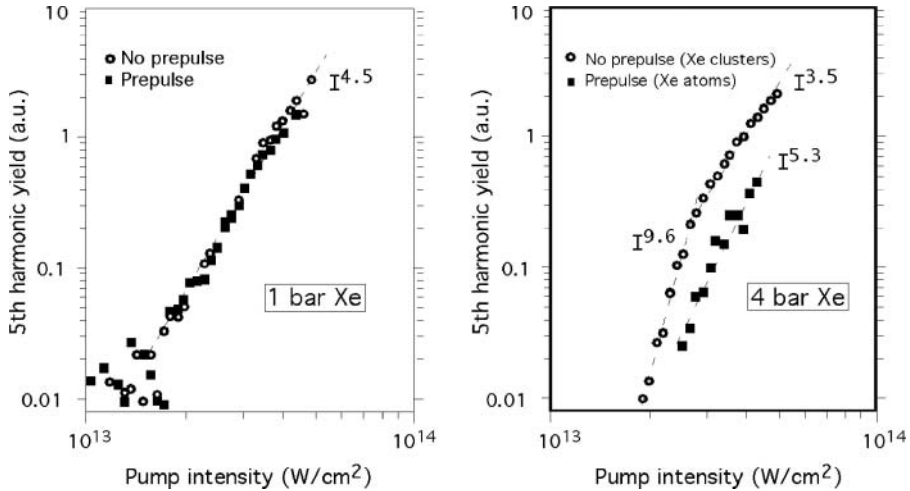 10
No prepulse
Prepulse
I^4.5
1
5th harmonic yield (a.u.)
0.1
1 bar Xe
0.01
10^13
10^14
Pump intensity (W/cm^2)
10
No prepulse (Xe clusters)
Prepulse (Xe atoms)
I^3.5
1
I^5.3
5th harmonic yield (a.u.)
I^9.6
0.1
4 bar Xe
0.01
10^13
10^14
Pump intensity (W/cm^2)